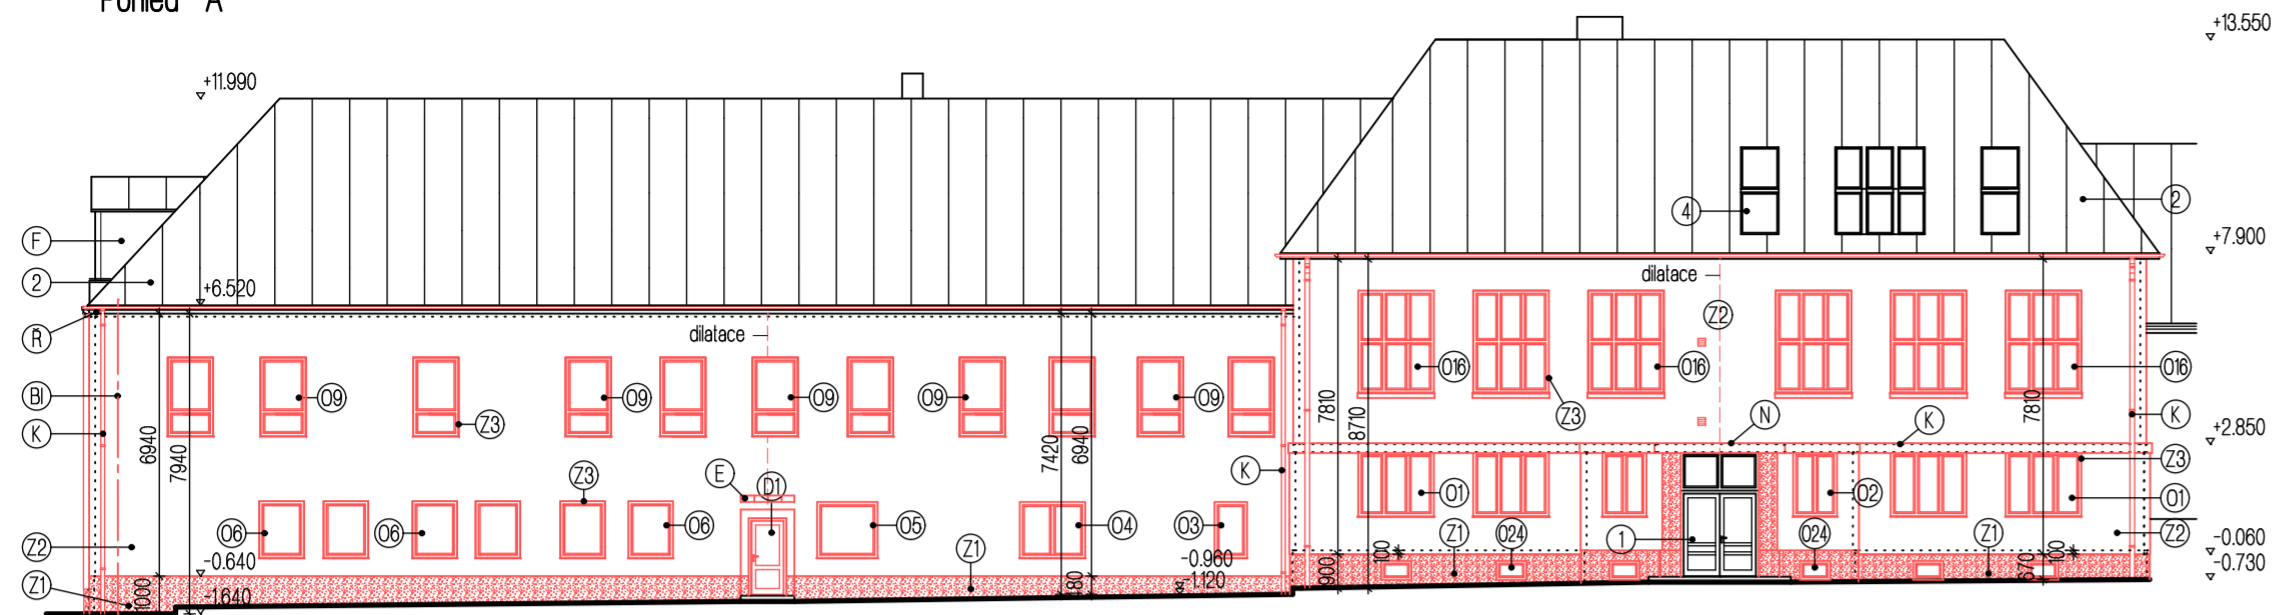 Pohled "A"
+13.550
+11.990
4
2
F
+7.900
2
+6.520
dilatace
Z2
Ř
dilatace
O16
O16
O16
BI
O9
O9
O9
O9
O9
Z3
Z3
N
K
K
K
6940
7940
7420
6940
7810
8710
7810
+2.850
K
Z3
E
D1
Z3
O1
O2
O1
O6
O6
O6
O5
O4
O3
Z2
Z1
1
Z1
O24
O24
Z1
Z2
100
100
-0.060
-0.640
-0.960
-1.120
-0.730
Z1
1000
-1.640
480
900
670